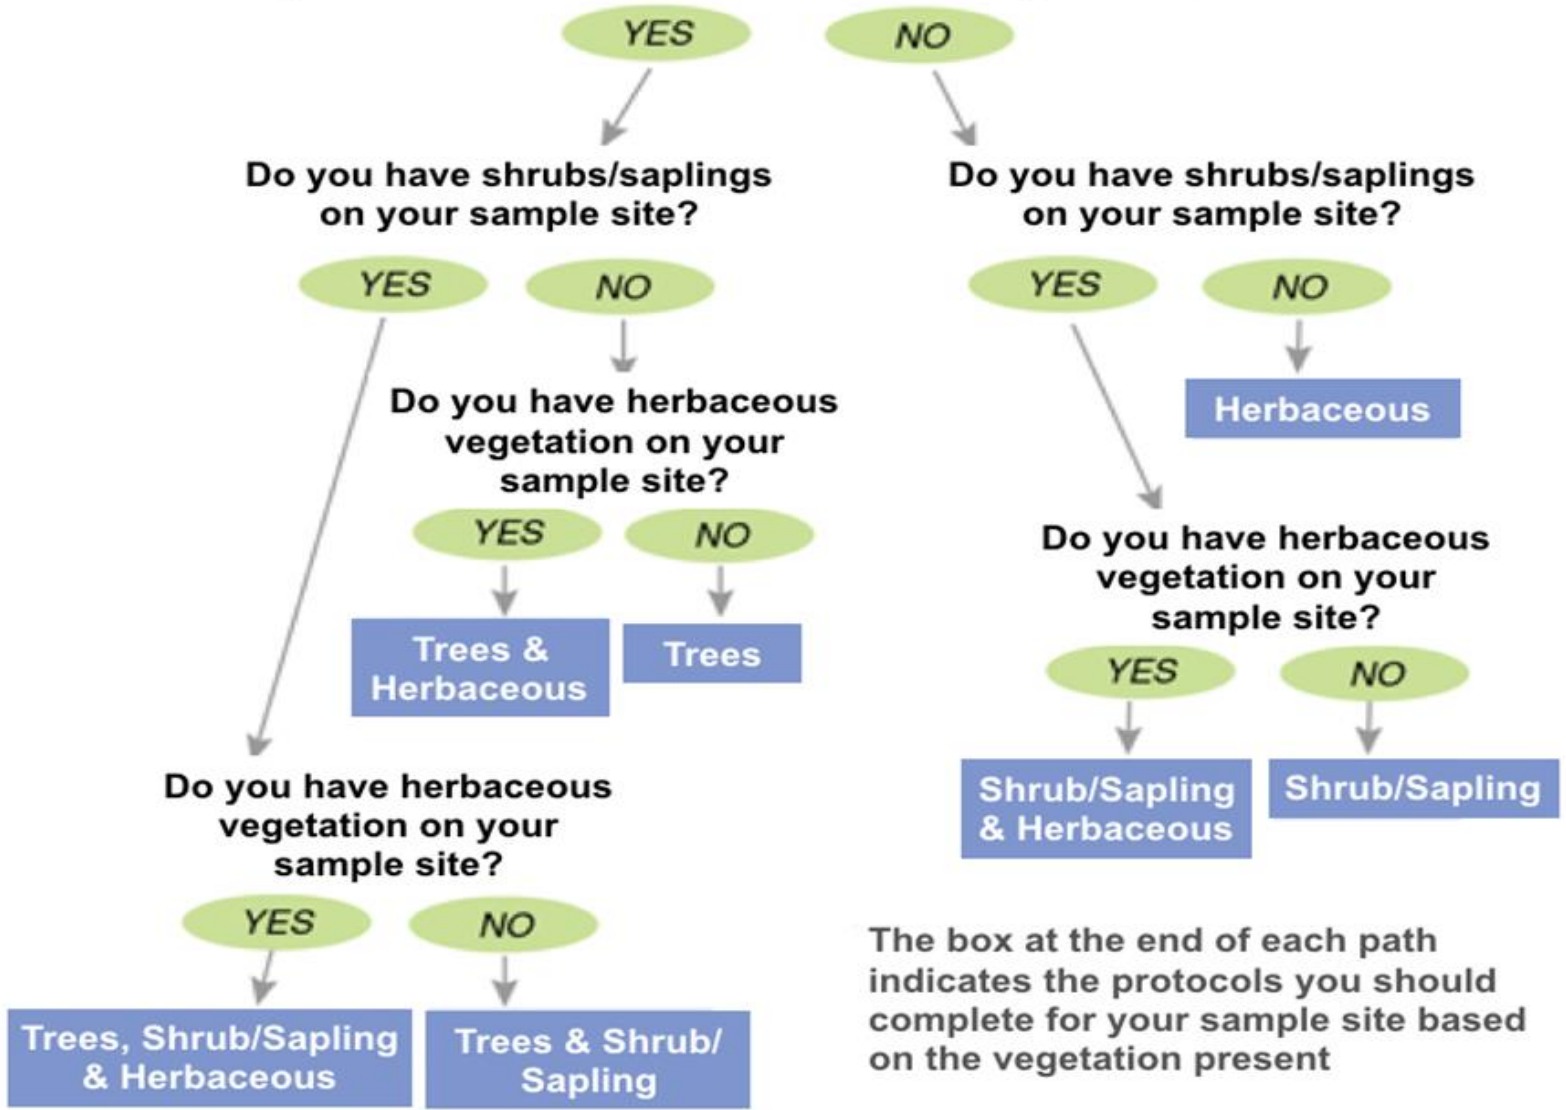 YES
NO
Do you have shrubs/saplings
on your sample site?
Do you have shrubs/saplings
on your sample site?
YES
NO
YES
NO
Do you have herbaceous
vegetation on your
sample site?
Herbaceous
YES
NO
Do you have herbaceous
vegetation on your
sample site?
Trees &
Herbaceous
Trees
YES
NO
Do you have herbaceous
vegetation on your
sample site?
Shrub/Sapling
& Herbaceous
Shrub/Sapling
YES
NO
The box at the end of each path
indicates the protocols you should
complete for your sample site based
on the vegetation present
Trees, Shrub/Sapling
& Herbaceous
Trees & Shrub/
Sapling